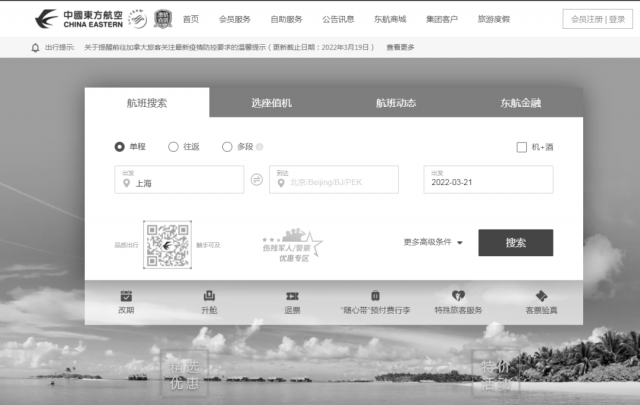 中國東方航空
CHINA EASTERN
首页 会员服务 自助服务 公告讯息 东航商城 集团客户 旅游度假 会员注册 | 登录
出行提示: 关于提醒前往加拿大旅客关注最新疫情防控要求的温馨提示（更新截止日期：2022年3月19日） 查看更多
航班搜索 选座值机 航班动态 东航金融
单程 往返 多段 机+酒
出发 到达 出发
上海 北京/Beijing/BJ/PEK 2022-03-21
品质出行 触手可及
伤残军人/警察
优惠专区
更多高级条件 搜索
改期 升舱 退票 "随心带"预付费行李 特殊旅客服务 客票验真
精选 特价
优惠 活动